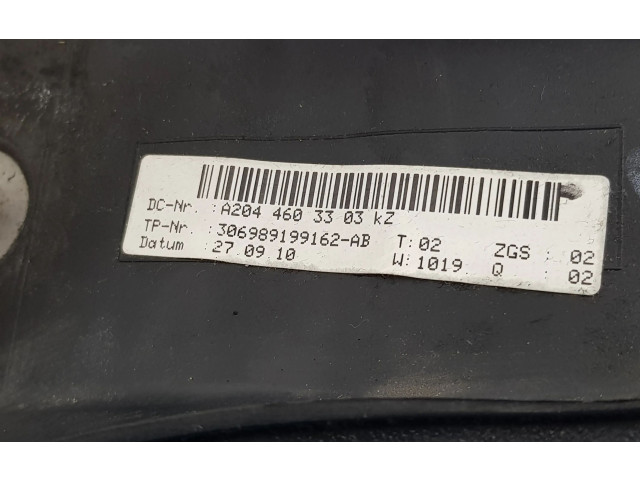 DC-Nr. :A204 460 33 03 kZ
TP-Nr. :306989199162-AB T:02 ZGS : 02
Datum :27.09.10 W:1019. Q : 02